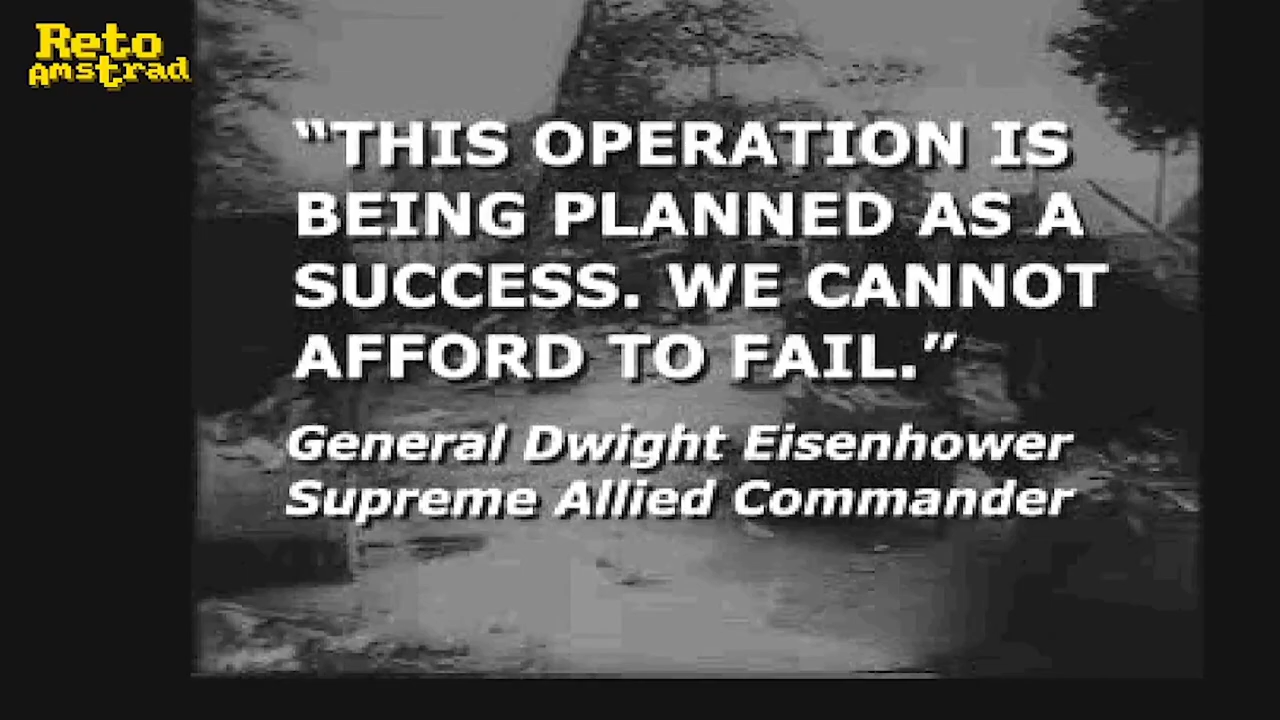 Reto
Amstrad
“THIS OPERATION IS
BEING PLANNED AS A
SUCCESS. WE CANNOT
AFFORD TO FAIL.”
General Dwight Eisenhower
Supreme Allied Commander